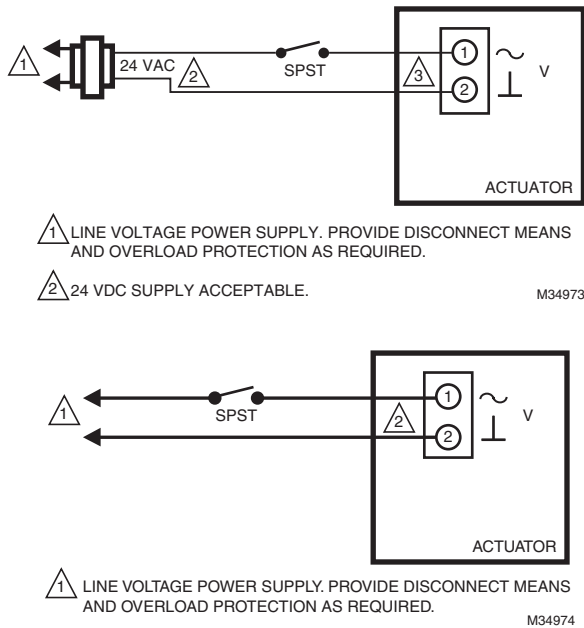 1
24 VAC
2
SPST
3
1
2
V
ACTUATOR
1 LINE VOLTAGE POWER SUPPLY. PROVIDE DISCONNECT MEANS
AND OVERLOAD PROTECTION AS REQUIRED.
2 24 VDC SUPPLY ACCEPTABLE.
M34973
1
SPST
2
1
2
V
ACTUATOR
1 LINE VOLTAGE POWER SUPPLY. PROVIDE DISCONNECT MEANS
AND OVERLOAD PROTECTION AS REQUIRED.
M34974